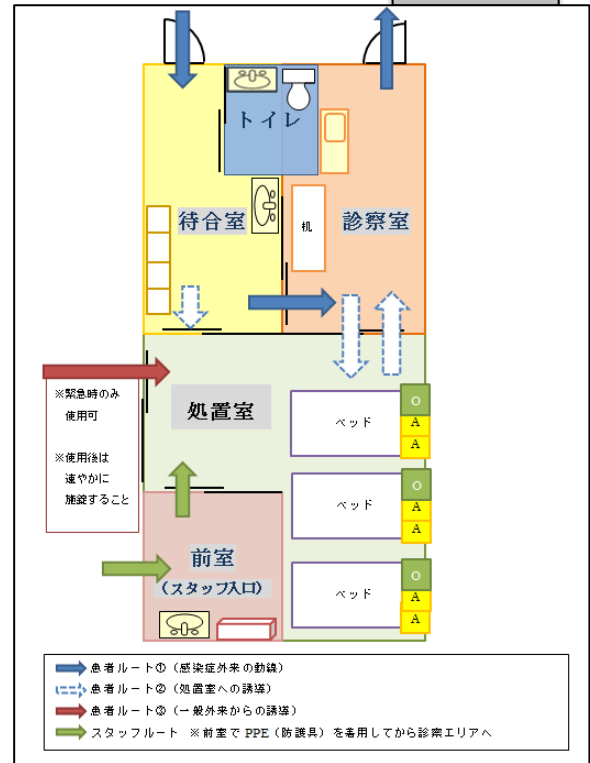 トイレ
待合室
机
診察室
※緊急時のみ
使用可
※使用後は
速やかに
施錠すること
処置室
ベッド
O
A
A
ベッド
O
A
A
前室
(スタッフ入口)
ベッド
O
A
A
患者ルート① (感染症外来の動線)
患者ルート② (処置室への誘導)
患者ルート③ (一般外来からの誘導)
スタッフルート ※前室で PPE (防護具) を着用してから診察エリアへ